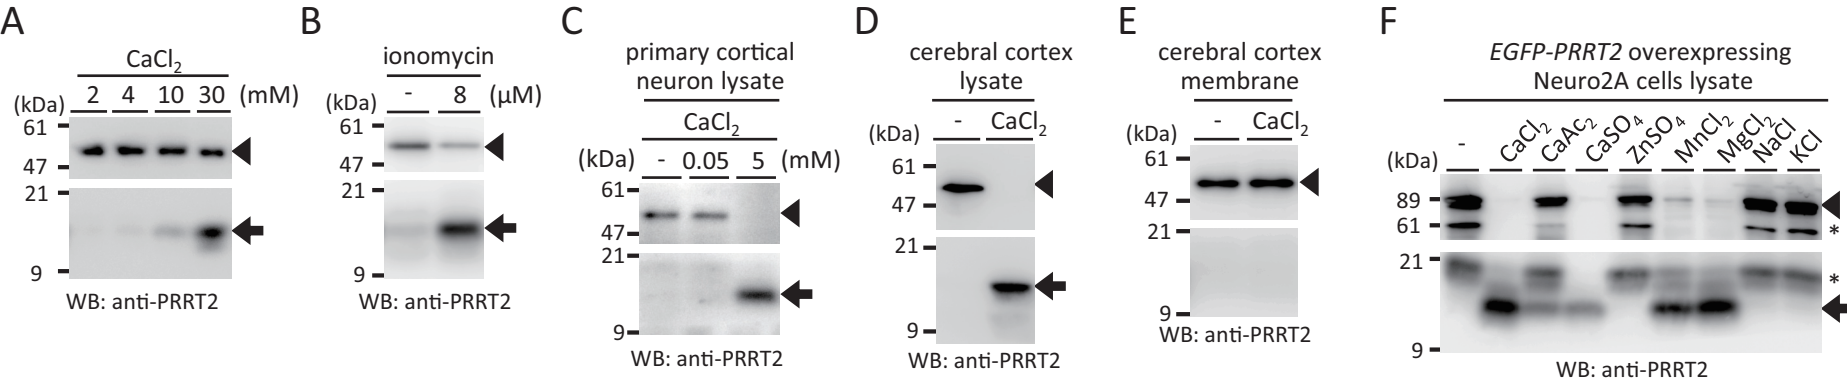 A
CaCl2
(kDa) 2 4 10 30 (mM)
61
47
21
9
WB: anti-PRRT2
B
ionomycin
(kDa) - 8 (μM)
61
47
21
9
WB: anti-PRRT2
C
primary cortical
neuron lysate
CaCl2
(kDa) - 0.05 5 (mM)
61
47
21
9
WB: anti-PRRT2
D
cerebral cortex
lysate
(kDa) - CaCl2
61
47
21
9
WB: anti-PRRT2
E
cerebral cortex
membrane
(kDa) - CaCl2
61
47
21
9
WB: anti-PRRT2
F
EGFP-PRRT2 overexpressing
Neuro2A cells lysate
(kDa) - CaCl2 CaAc2 CaSO4 ZnSO4 MnCl2 MgCl2 NaCl KCl
89
61 *
21
*
9
WB: anti-PRRT2